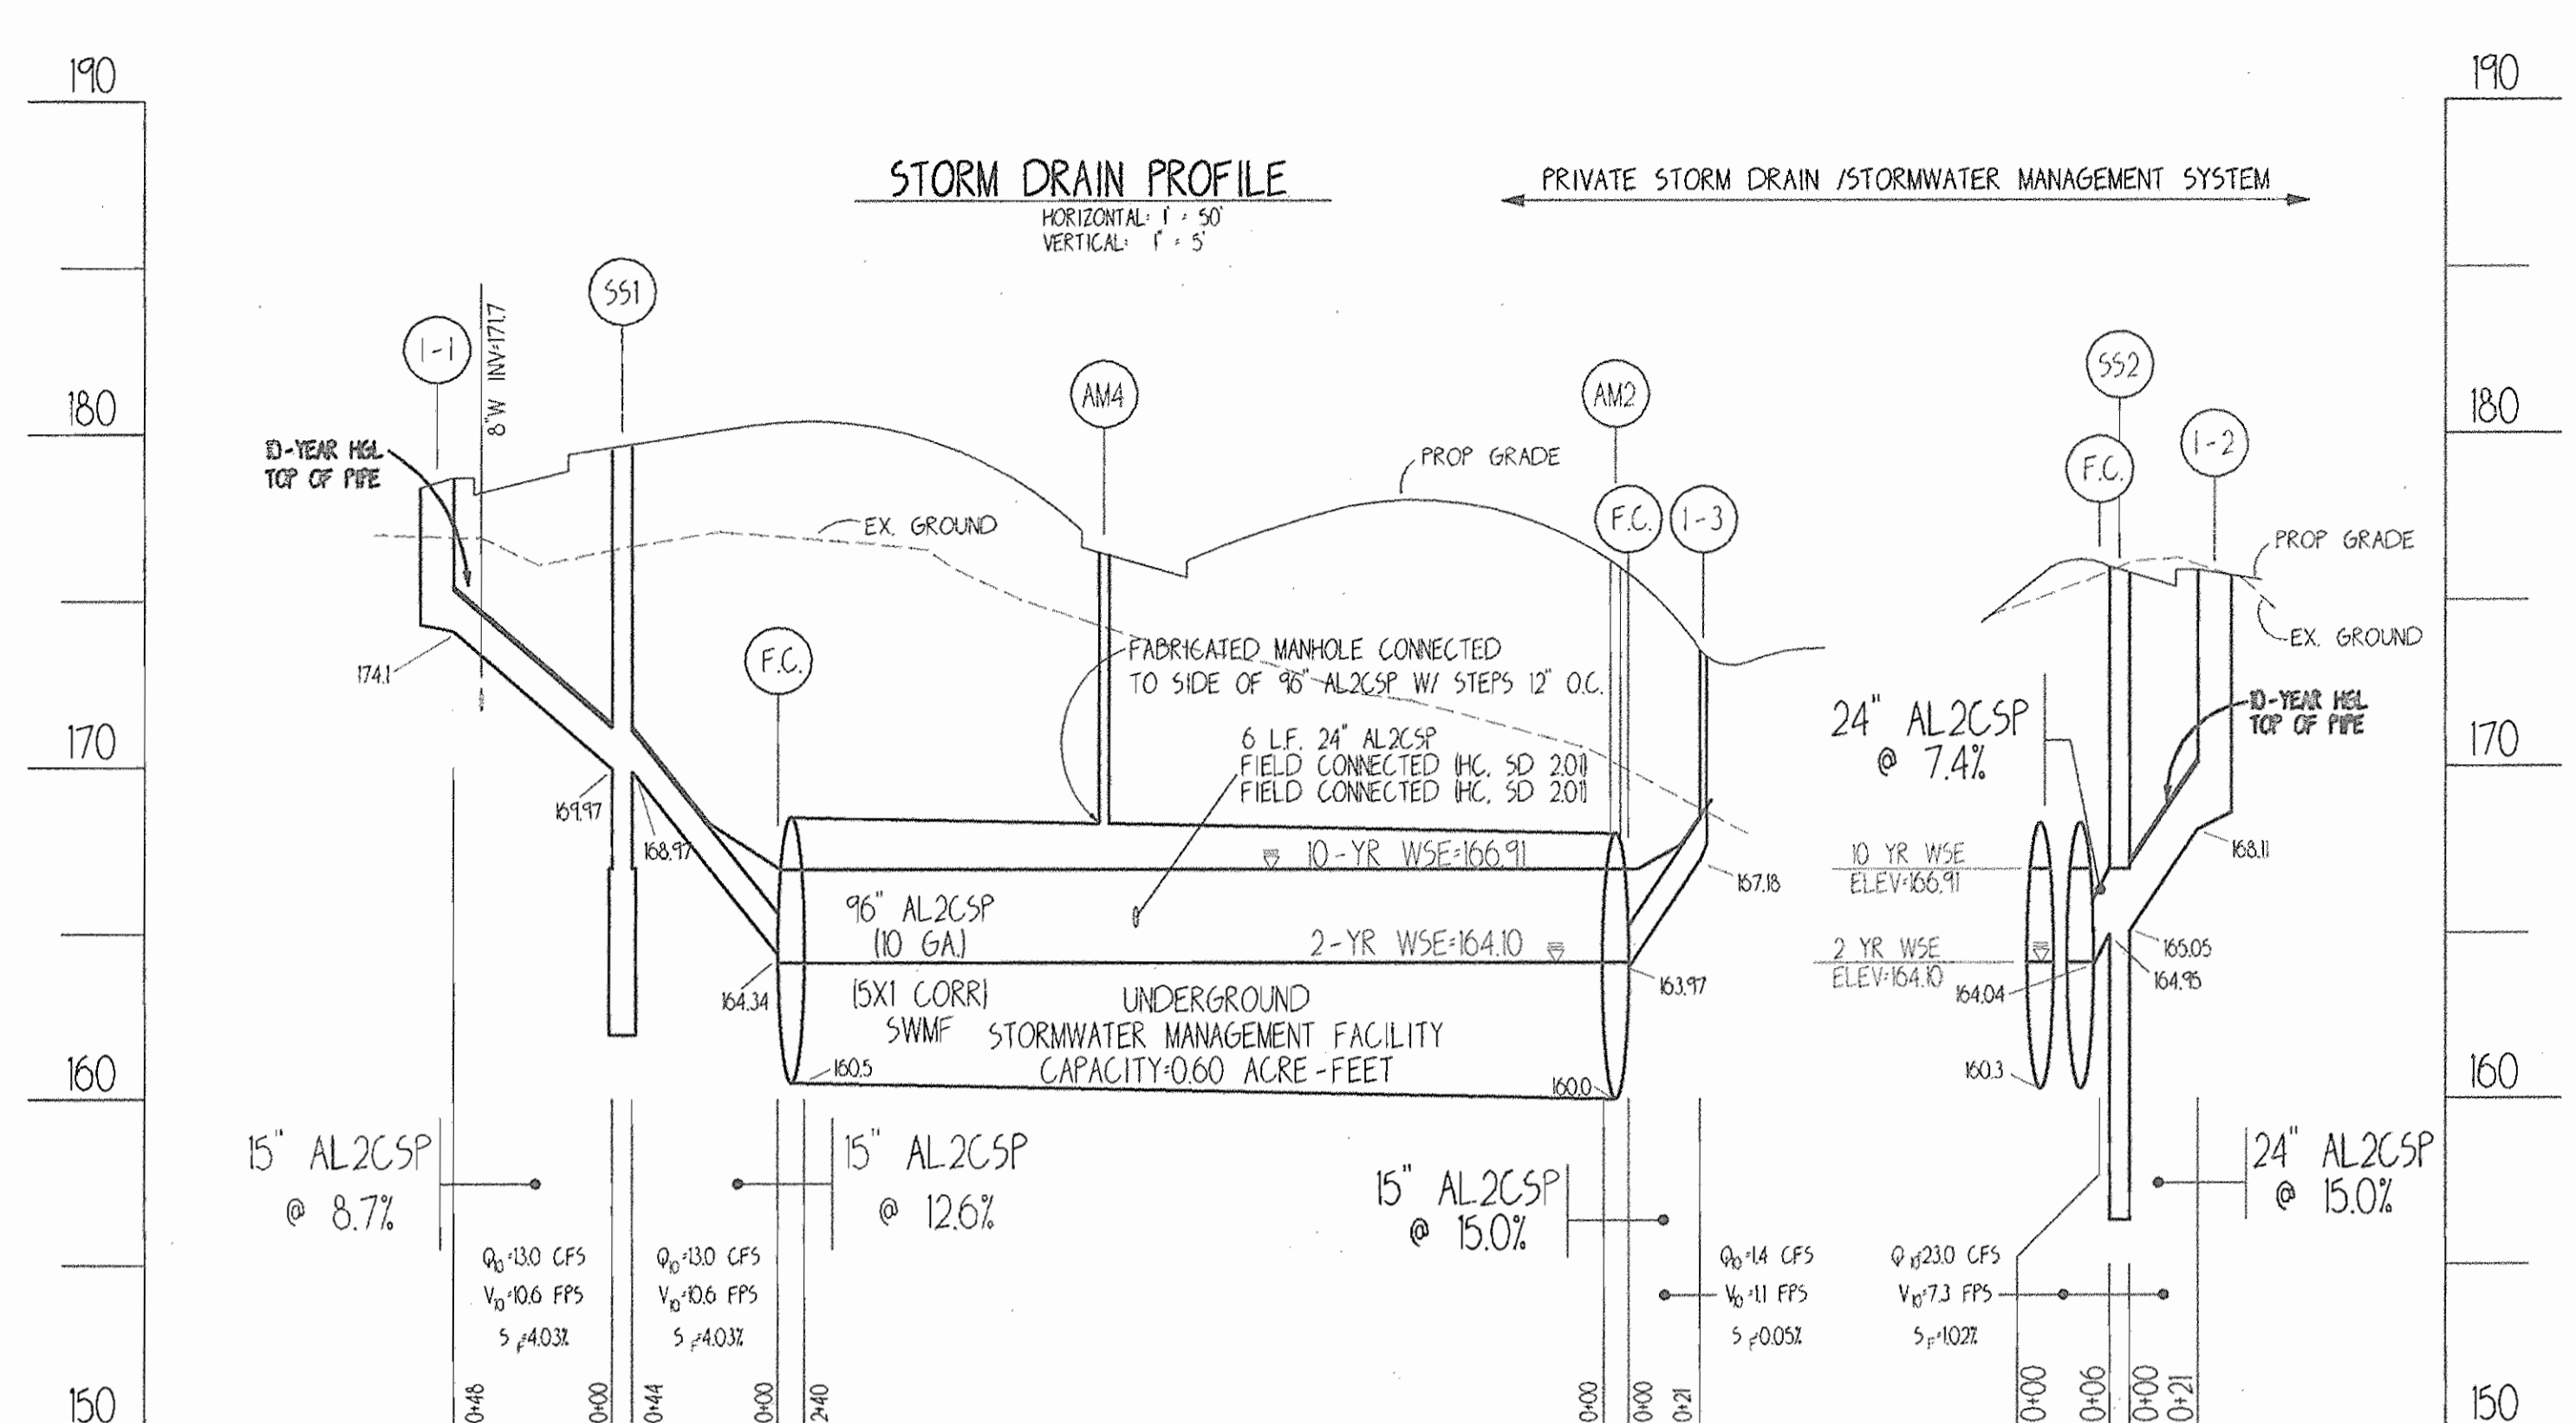 190
190
STORM DRAIN PROFILE
HORIZONTAL: 1" = 50'
VERTICAL: 1" = 5'
PRIVATE STORM DRAIN /STORMWATER MANAGEMENT SYSTEM
I-1
8"W INV=171.7
SS1
AM4
AM2
F.C.
I-3
SS2
F.C.
I-2
180
180
10-YEAR HGL
TOP OF PIPE
EX. GROUND
PROP GRADE
PROP GRADE
EX. GROUND
174.1
F.C.
FABRICATED MANHOLE CONNECTED
TO SIDE OF 96" AL2CSP W/ STEPS 12" O.C.
6 L.F. 24" AL2CSP
FIELD CONNECTED (HC. SD 2.01)
FIELD CONNECTED (HC. SD 2.01)
24" AL2CSP
@ 7.4%
10-YEAR HGL
TOP OF PIPE
170
170
169.97
168.97
10-YR WSE=166.91
167.18
10 YR WSE
ELEV=166.91
168.11
96" AL2CSP
(10 GA.)
2-YR WSE=164.10
2 YR WSE
ELEV=164.10
165.05
164.95
164.04
164.34
(5X1 CORR)
SWMF
UNDERGROUND
STORMWATER MANAGEMENT FACILITY
CAPACITY=0.60 ACRE-FEET
163.97
160.5
160.0
160.3
160
160
15" AL2CSP
@ 8.7%
15" AL2CSP
@ 12.6%
15" AL2CSP
@ 15.0%
24" AL2CSP
@ 15.0%
Q10=13.0 CFS
V10=10.6 FPS
SF=4.03%
Q10=13.0 CFS
V10=10.6 FPS
SF=4.03%
Q10=1.4 CFS
V10=1.1 FPS
SF=0.05%
Q10=23.0 CFS
V10=7.3 FPS
SF=1.02%
150
0+48
0+00
0+44
0+00
2+40
0+00
0+00
0+21
0+00
0+06
0+00
0+21
150